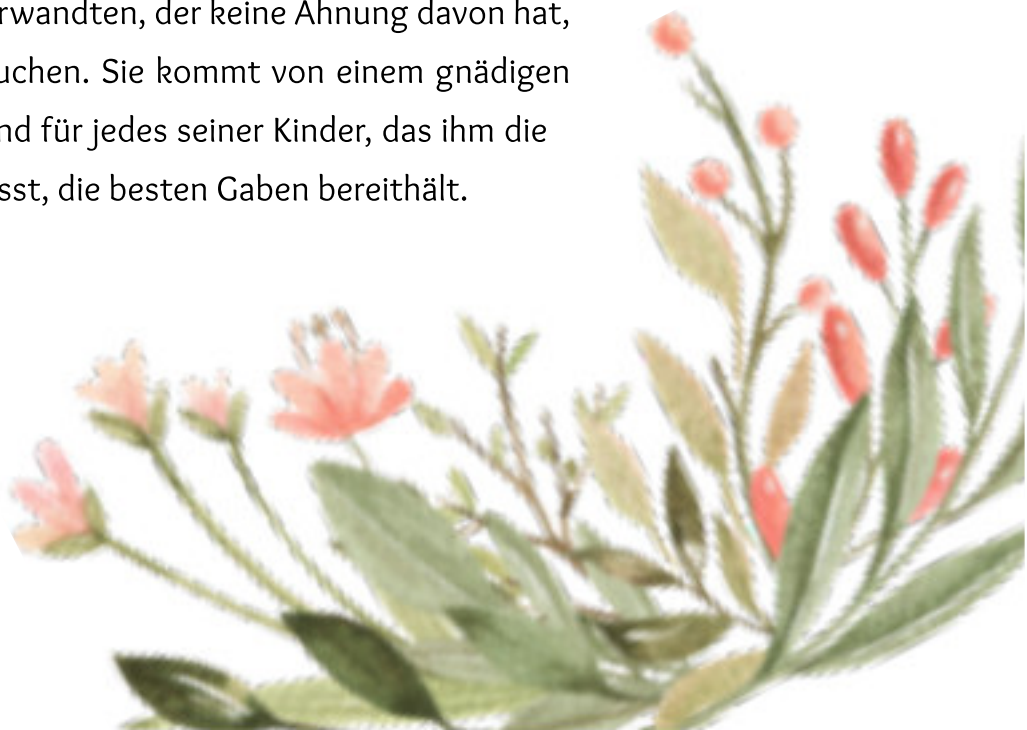 rwandten, der keine Ahnung davon hat,
uchen. Sie kommt von einem gnädigen
nd für jedes seiner Kinder, das ihm die
sst, die besten Gaben bereithält.